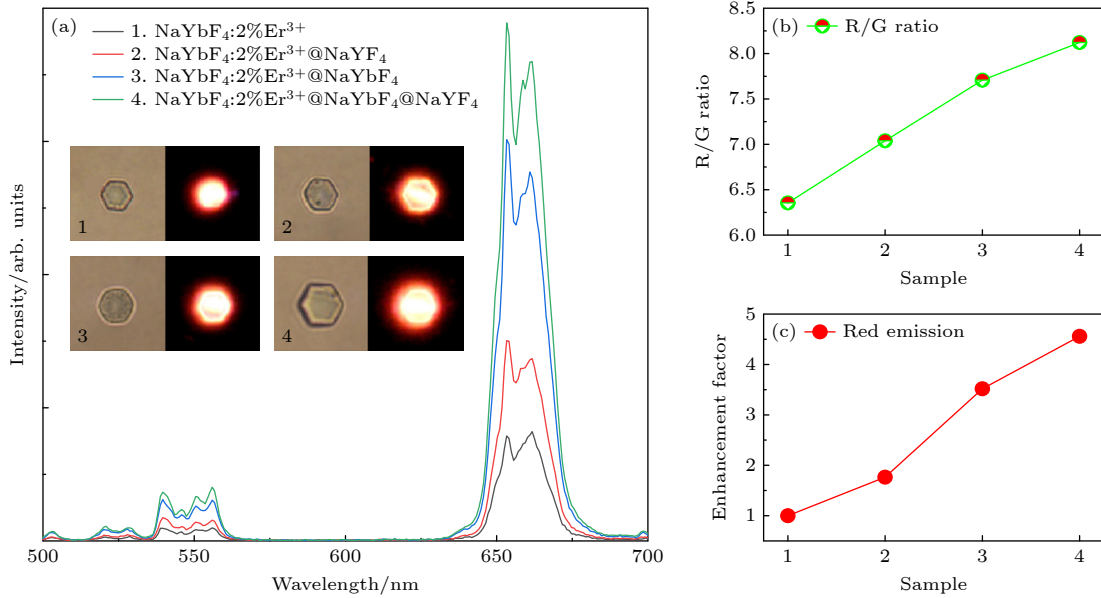 (a)
1. NaYbF₄:2%Er³⁺
2. NaYbF₄:2%Er³⁺@NaYF₄
3. NaYbF₄:2%Er³⁺@NaYbF₄
4. NaYbF₄:2%Er³⁺@NaYbF₄@NaYF₄
1
2
3
4
Intensity/arb. units
500
550
600
650
700
Wavelength/nm
(b)
R/G ratio
8.5
8.0
7.5
7.0
6.5
6.0
R/G ratio
1
2
3
4
Sample
(c)
Red emission
5
4
3
2
1
Enhancement factor
1
2
3
4
Sample